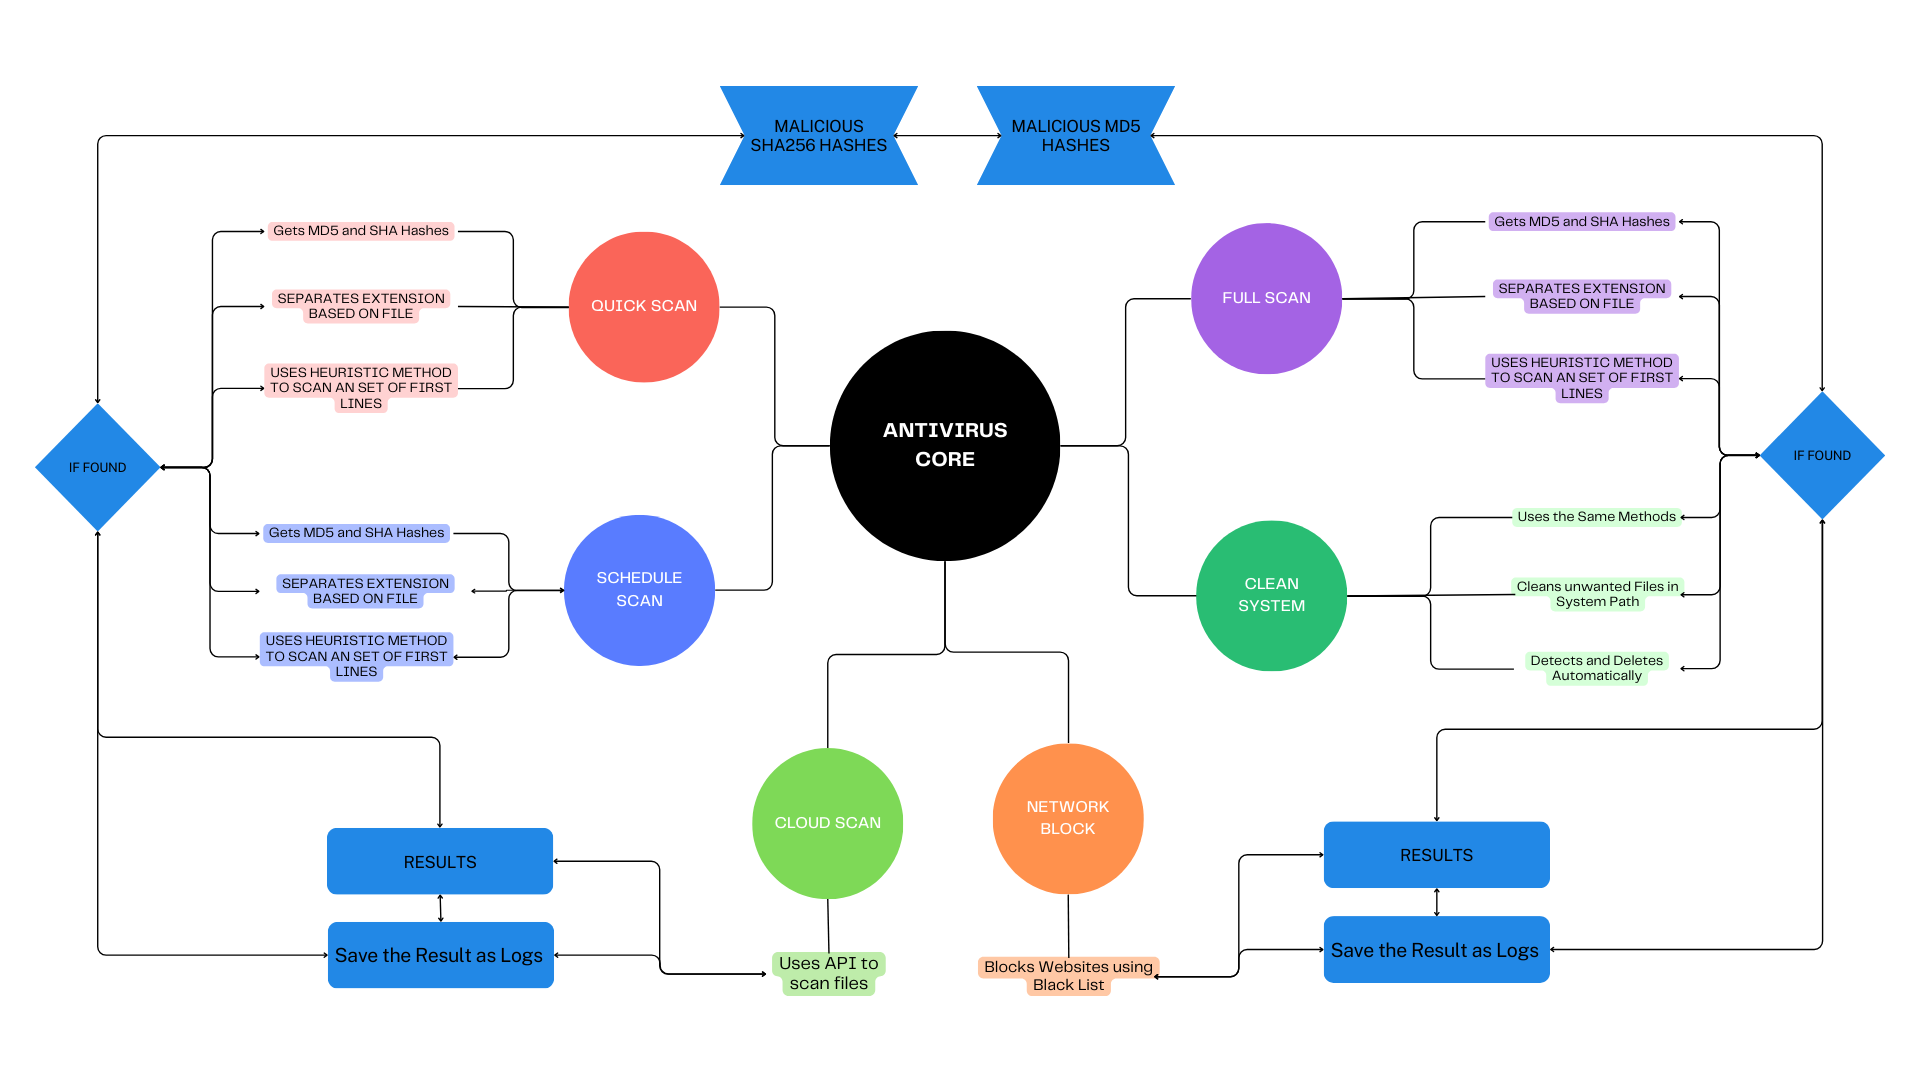 MALICIOUS
SHA256 HASHES
MALICIOUS MD5
HASHES
Gets MD5 and SHA Hashes
SEPARATES EXTENSION
BASED ON FILE
USES HEURISTIC METHOD
TO SCAN AN SET OF FIRST
LINES
QUICK SCAN
FULL SCAN
Gets MD5 and SHA Hashes
SEPARATES EXTENSION
BASED ON FILE
USES HEURISTIC METHOD
TO SCAN AN SET OF FIRST
LINES
IF FOUND
ANTIVIRUS
CORE
IF FOUND
Gets MD5 and SHA Hashes
SEPARATES EXTENSION
BASED ON FILE
USES HEURISTIC METHOD
TO SCAN AN SET OF FIRST
LINES
SCHEDULE
SCAN
CLEAN
SYSTEM
Uses the Same Methods
Cleans unwanted Files in
System Path
Detects and Deletes
Automatically
CLOUD SCAN
NETWORK
BLOCK
RESULTS
Save the Result as Logs
Uses API to
scan files
Blocks Websites using
Black List
RESULTS
Save the Result as Logs